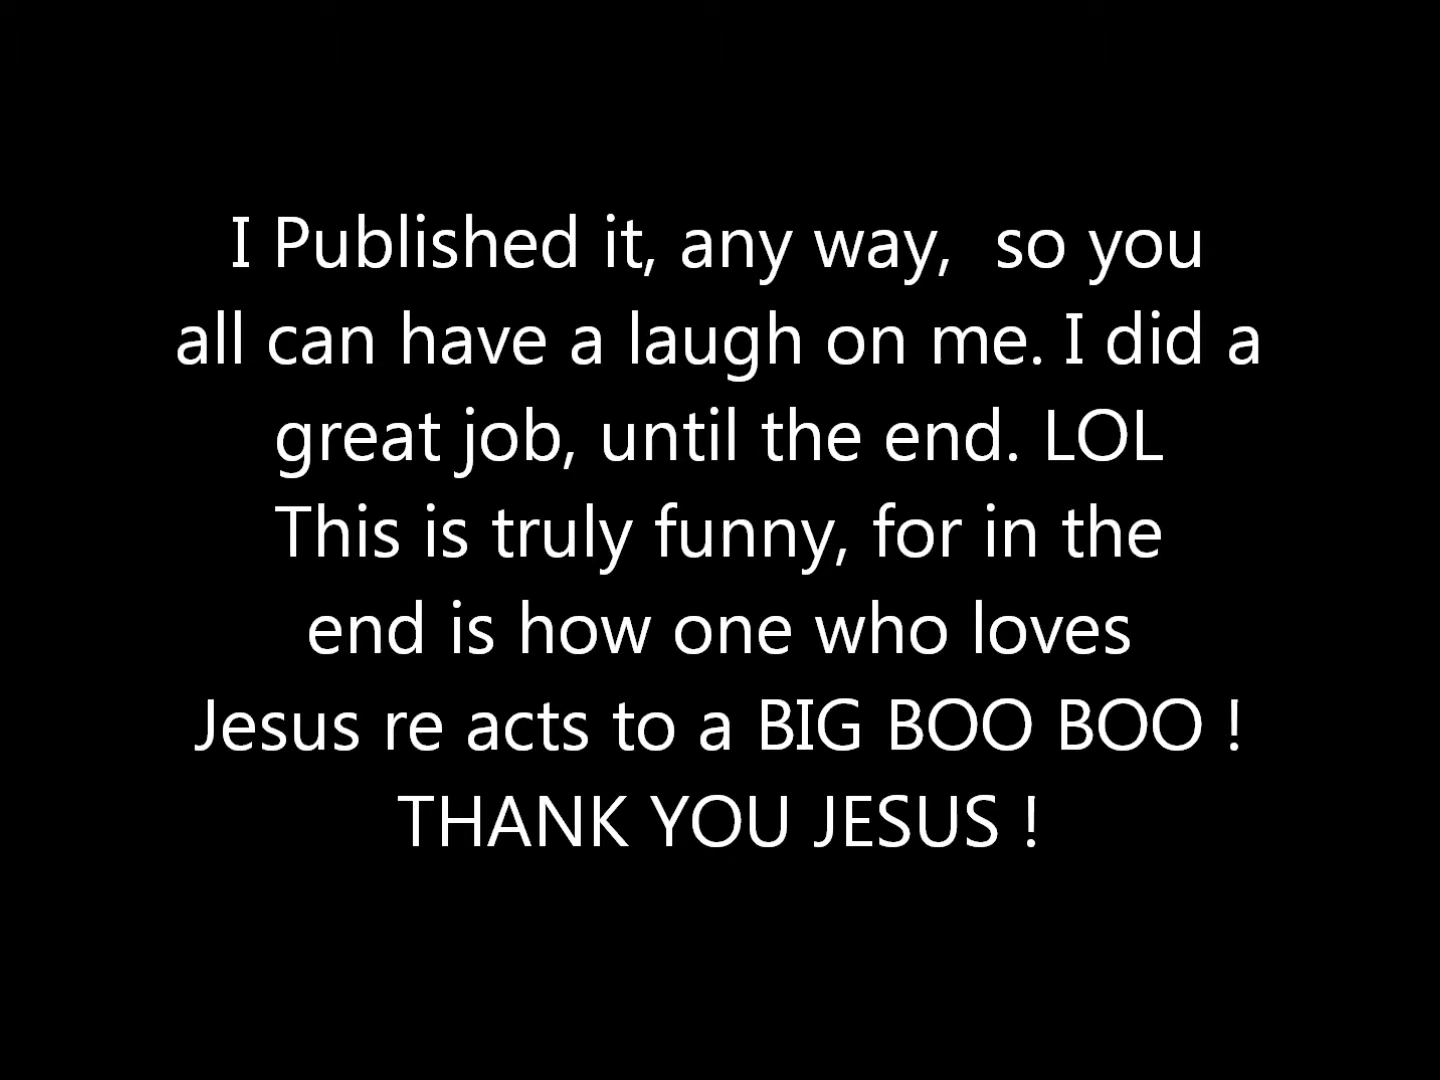 I Published it, any way,  so you
all can have a laugh on me. I did a
great job, until the end. LOL
This is truly funny, for in the
end is how one who loves
Jesus re acts to a BIG BOO BOO !
THANK YOU JESUS !